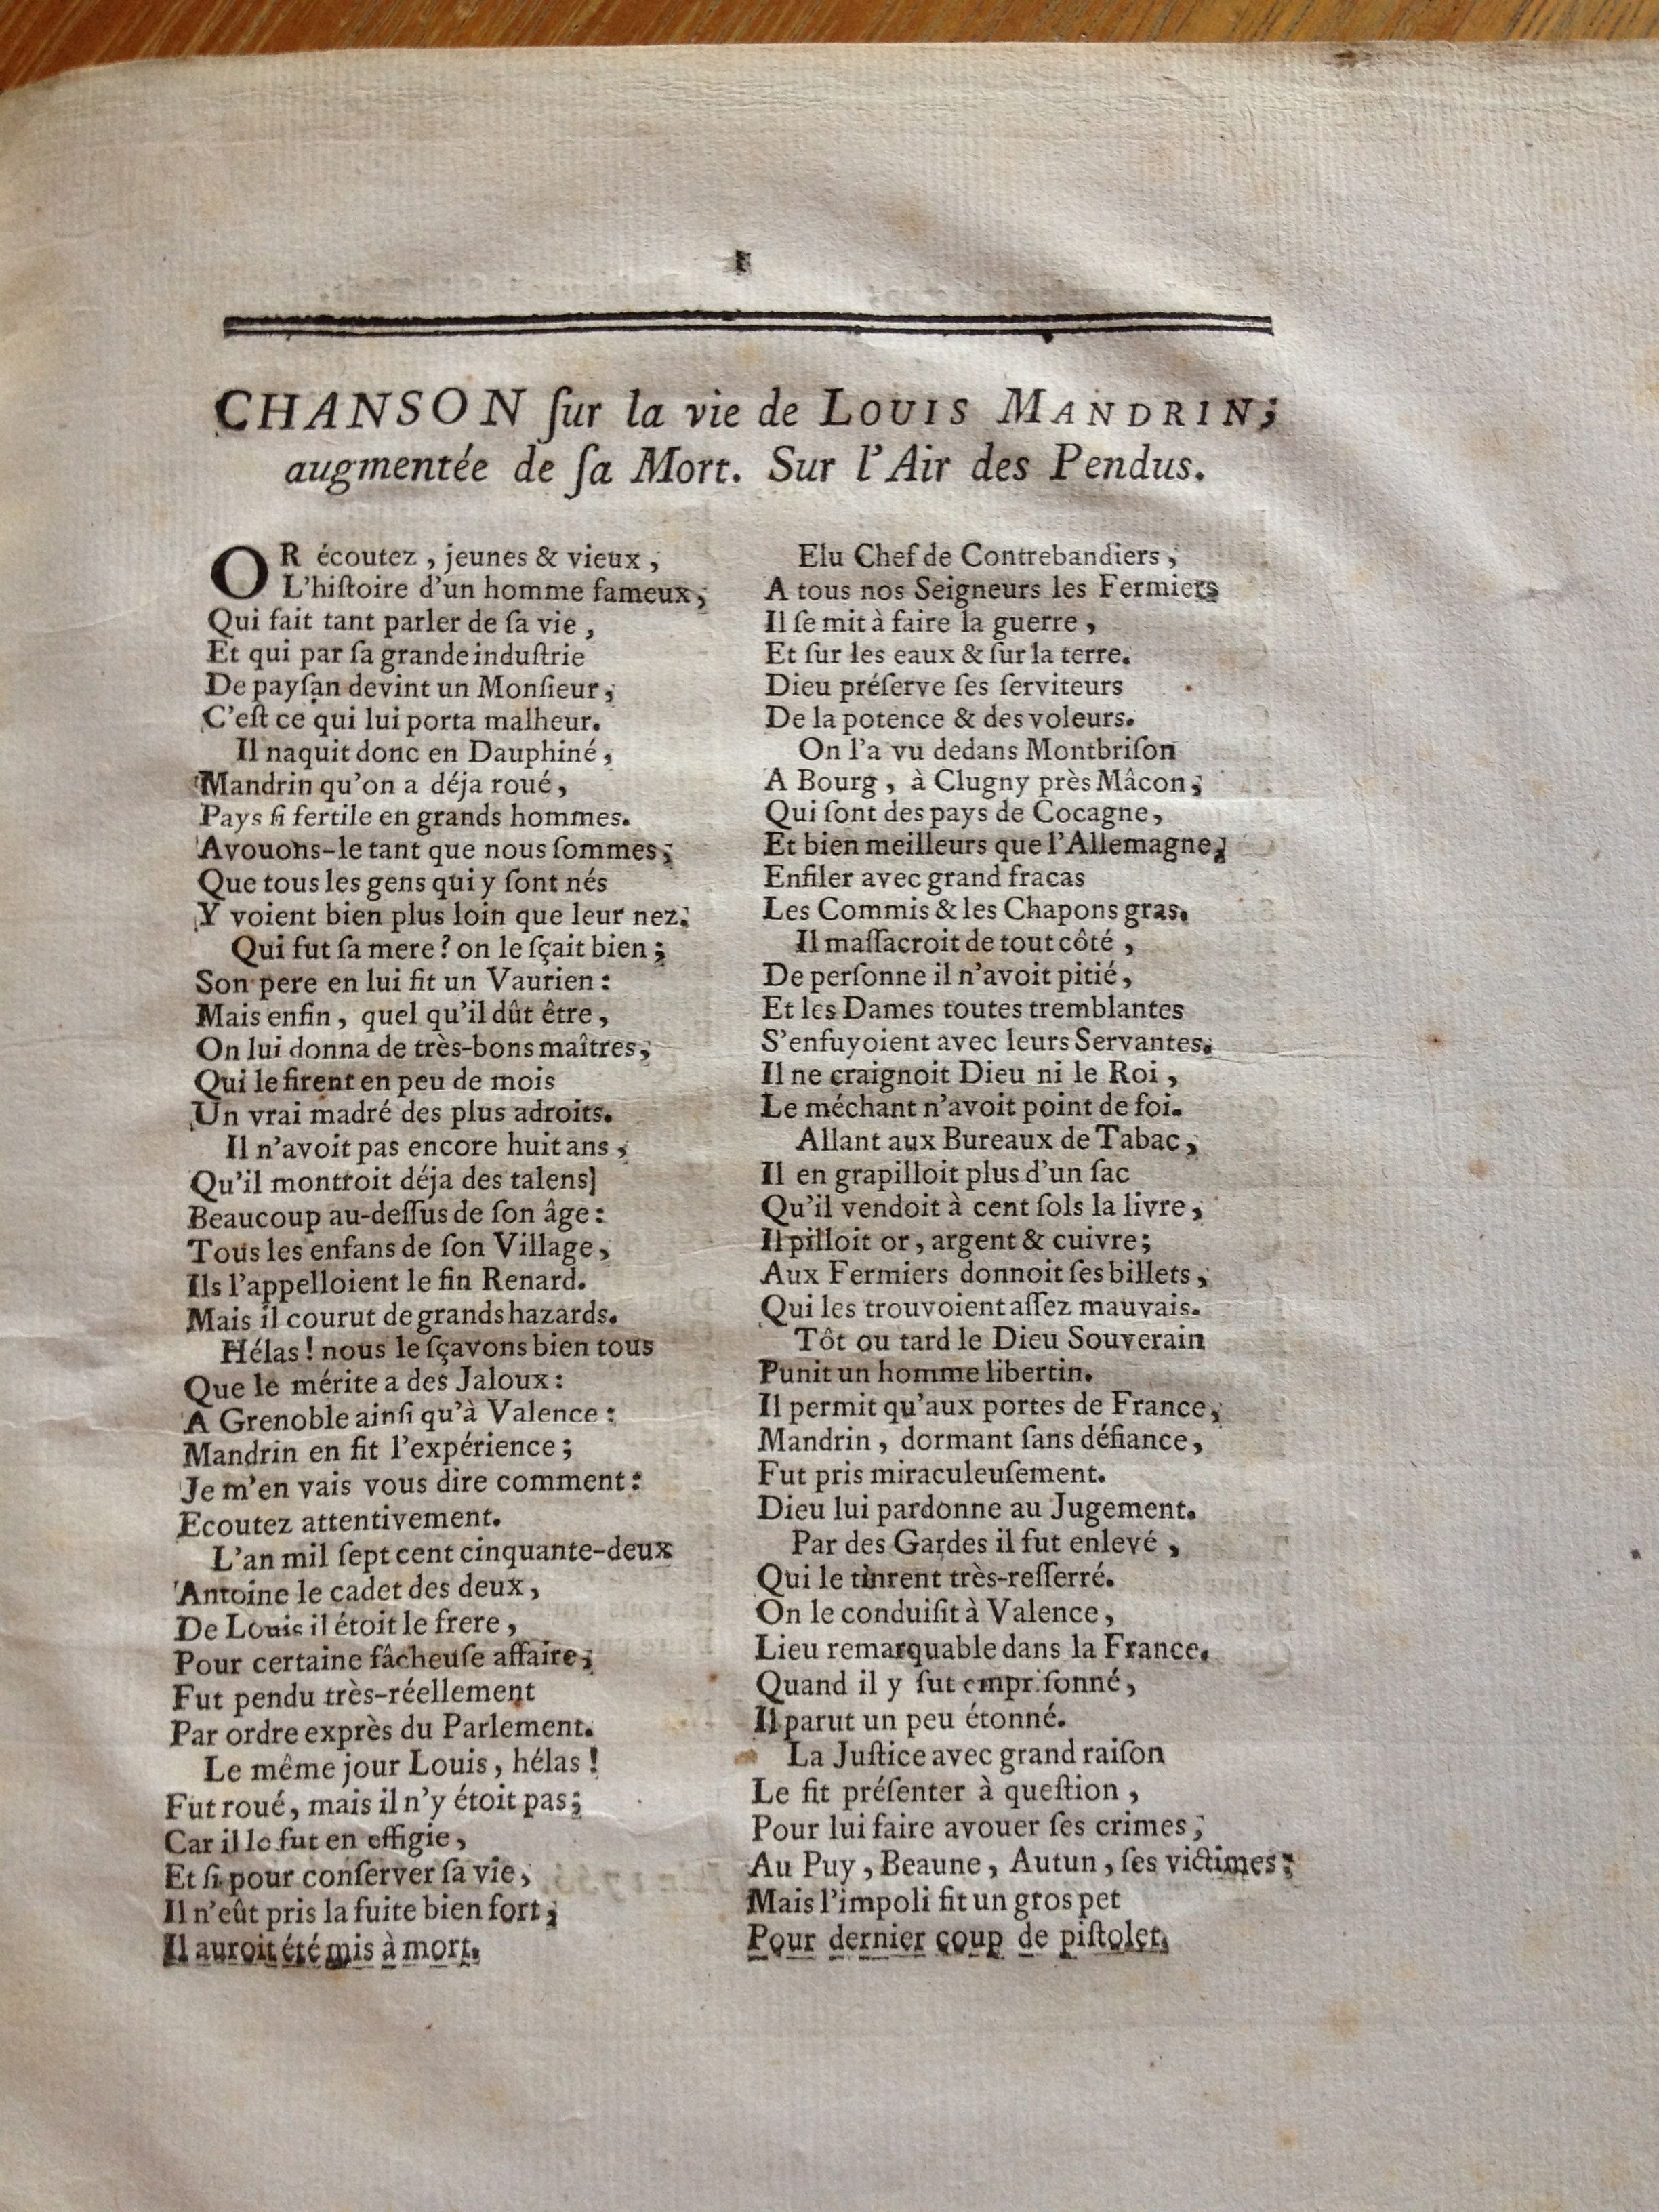 CHANSON ſur la vie de LOUIS MANDRIN;
augmentée de ſa Mort. Sur l'Air des Pendus.
OR écoutez, jeunes & vieux,
L'hiſtoire d'un homme fameux,
Qui fait tant parler de ſa vie,
Et qui par ſa grande induſtrie
De payſan devint un Monſieur,
C'eſt ce qui lui porta malheur.
Il naquit donc en Dauphiné,
Mandrin qu'on a déja roué,
Pays ſi fertile en grands hommes.
Avouons-le tant que nous ſommes,
Que tous les gens qui y ſont nés
Y voient bien plus loin que leur nez.
Qui fut ſa mere? on le ſçait bien;
Son pere en lui fit un Vaurien:
Mais enfin, quel qu'il dût être,
On lui donna de très-bons maîtres,
Qui le firent en peu de mois
Un vrai madré des plus adroits.
Il n'avoit pas encore huit ans,
Qu'il montroit déja des talens]
Beaucoup au-deſſus de ſon âge:
Tous les enfans de ſon Village,
Ils l'appelloient le fin Renard.
Mais il courut de grands hazards.
Hélas! nous le ſçavons bien tous
Que le mérite a des Jaloux:
A Grenoble ainſi qu'à Valence:
Mandrin en fit l'expérience;
Je m'en vais vous dire comment:
Ecoutez attentivement.
L'an mil ſept cent cinquante-deux
Antoine le cadet des deux,
De Louis il étoit le frere,
Pour certaine fâcheuſe affaire,
Fut pendu très-réellement
Par ordre exprès du Parlement.
Le même jour Louis, hélas!
Fut roué, mais il n'y étoit pas;
Car il le fut en effigie,
Et ſi pour conſerver ſa vie,
Il n'eût pris la fuite bien fort;
Il auroit été mis à mort.
Elu Chef de Contrebandiers,
A tous nos Seigneurs les Fermiers
Il ſe mit à faire la guerre,
Et ſur les eaux & ſur la terre.
Dieu préſerve ſes ſerviteurs
De la potence & des voleurs.
On l'a vu dedans Montbriſon
A Bourg, à Clugny près Mâcon;
Qui ſont des pays de Cocagne,
Et bien meilleurs que l'Allemagne;
Enfiler avec grand fracas
Les Commis & les Chapons gras.
Il maſſacroit de tout côté,
De perſonne il n'avoit pitié,
Et les Dames toutes tremblantes
S'enfuyoient avec leurs Servantes.
Il ne craignoit Dieu ni le Roi,
Le méchant n'avoit point de foi.
Allant aux Bureaux de Tabac,
Il en grapilloit plus d'un ſac
Qu'il vendoit à cent ſols la livre,
Il pilloit or, argent & cuivre;
Aux Fermiers donnoit ſes billets,
Qui les trouvoient aſſez mauvais.
Tôt ou tard le Dieu Souverain
Punit un homme libertin.
Il permit qu'aux portes de France,
Mandrin, dormant ſans défiance,
Fut pris miraculeuſement.
Dieu lui pardonne au Jugement.
Par des Gardes il fut enlevé,
Qui le tinrent très-reſſerré.
On le conduiſit à Valence,
Lieu remarquable dans la France.
Quand il y fut empriſonné,
Il parut un peu étonné.
La Juſtice avec grand raiſon
Le fit préſenter à queſtion,
Pour lui faire avouer ſes crimes;
Au Puy, Beaune, Autun, ſes victimes:
Mais l'impoli fit un gros pet
Pour dernier coup de piſtolet.